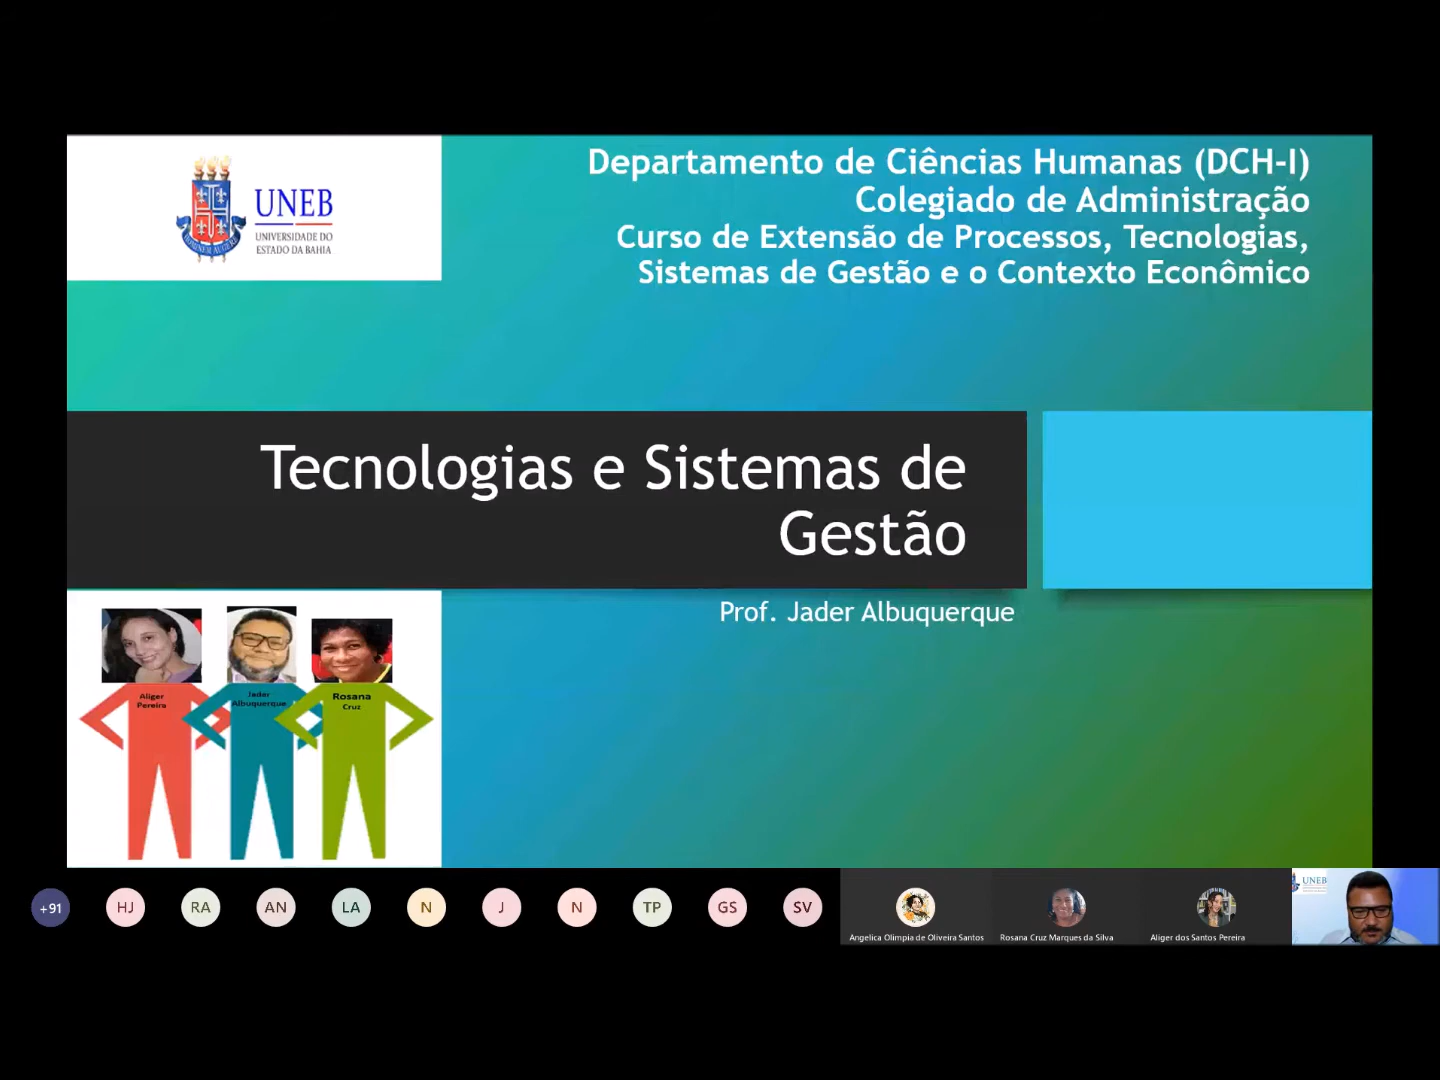 UNEB
UNIVERSIDADE DO
ESTADO DA BAHIA
Departamento de Ciências Humanas (DCH-I)
Colegiado de Administração
Curso de Extensão de Processos, Tecnologias,
Sistemas de Gestão e o Contexto Econômico
Tecnologias e Sistemas de
Gestão
Prof. Jader Albuquerque
Aliger
Pereira
Jader
Albuquerque
Rosana
Cruz
+91
HJ
RA
AN
LA
N
J
N
TP
GS
SV
Angelica Olimpia de Oliveira Santos
Rosana Cruz Marques da Silva
Aliger dos Santos Pereira
UNEB